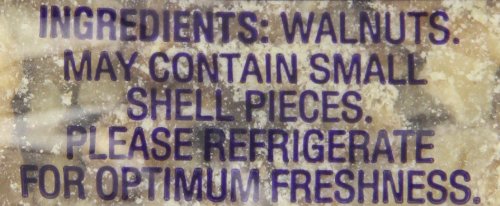 INGREDIENTS: WALNUTS.
MAY CONTAIN SMALL
SHELL PIECES.
PLEASE REFRIGERATE
FOR OPTIMUM FRESHNESS.